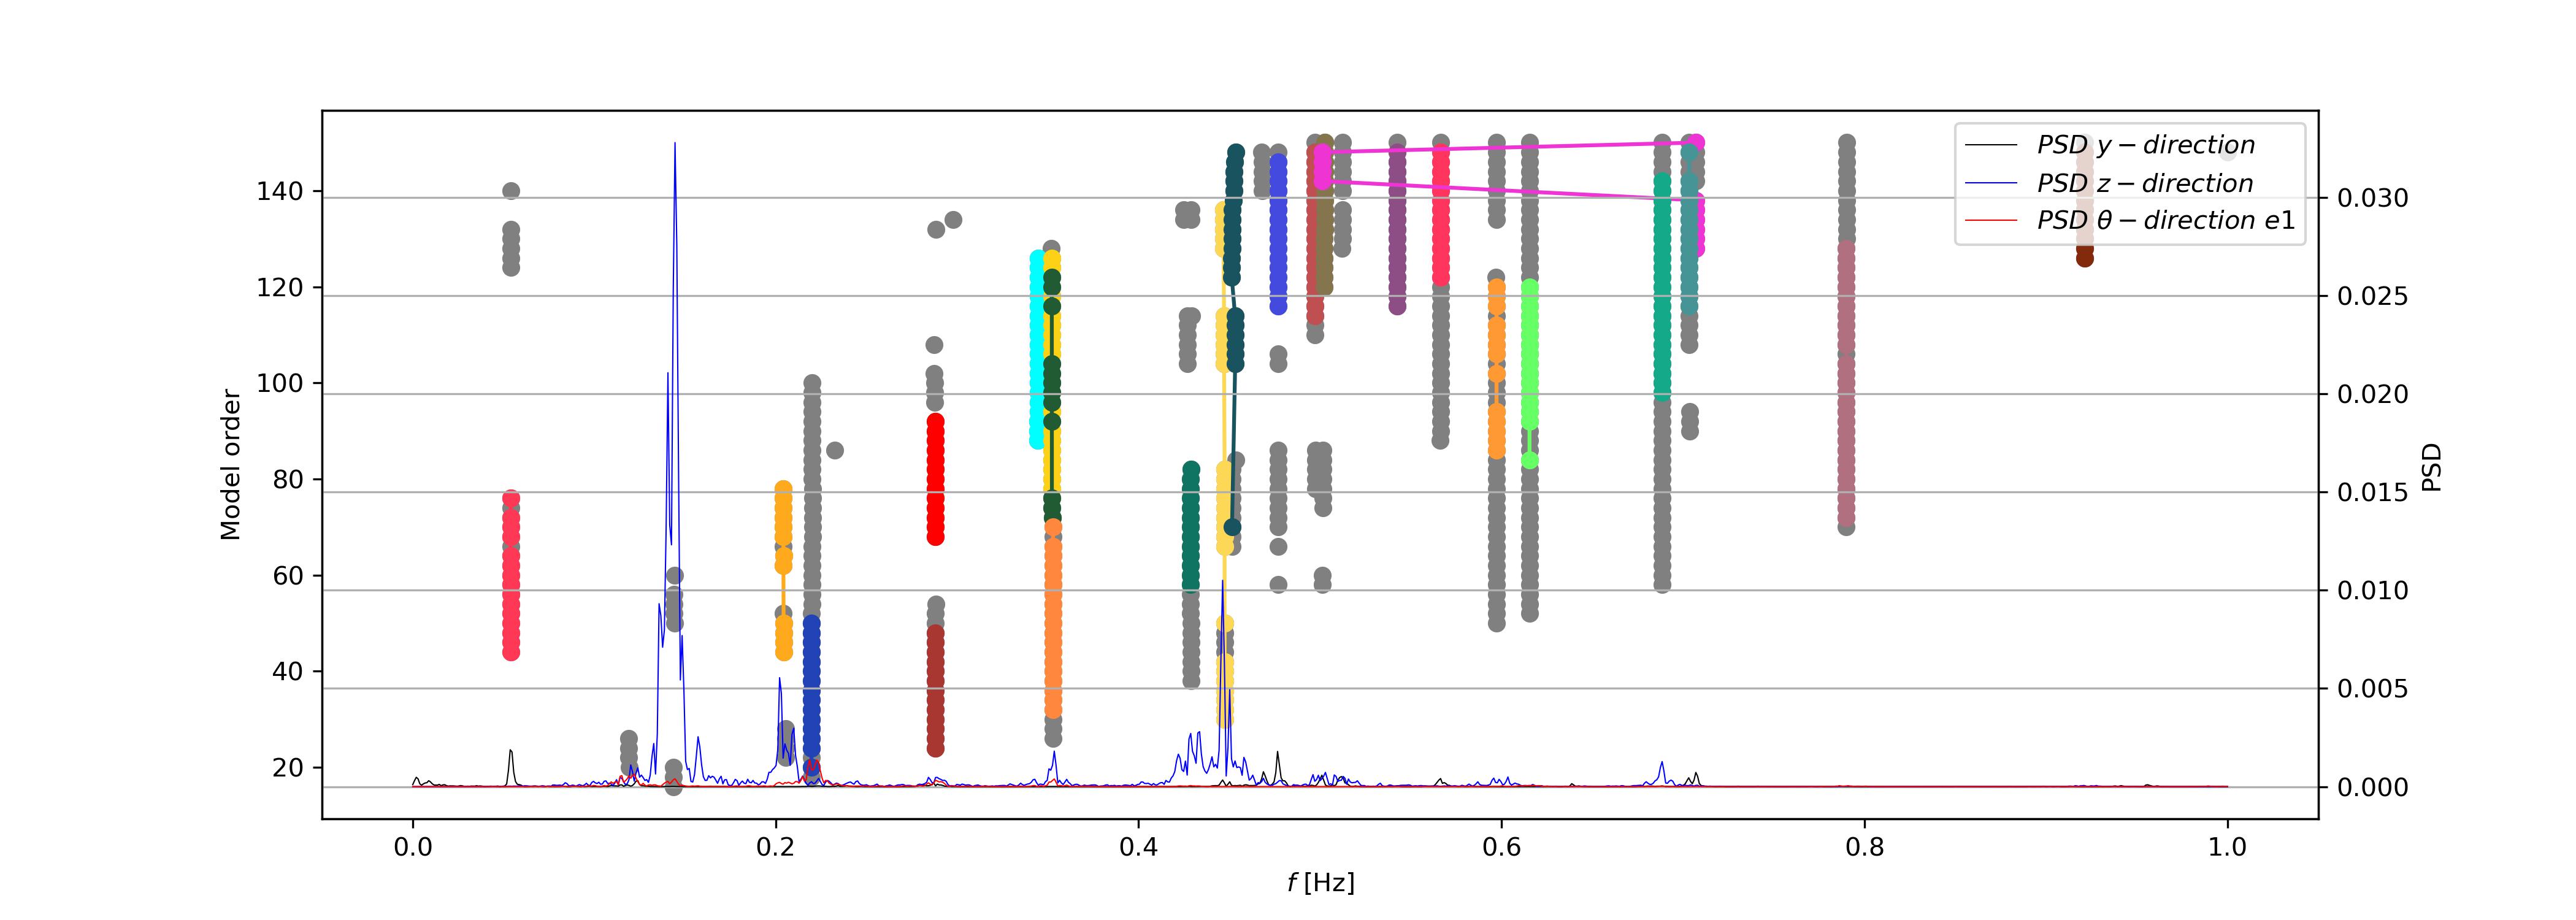 PSD y − direction
PSD z − direction
PSD θ − direction e1
Model order
140
120
100
80
60
40
20
0.030
0.025
0.020
0.015
0.010
0.005
0.000
PSD
0.0 0.2 0.4 0.6 0.8 1.0
f [Hz]